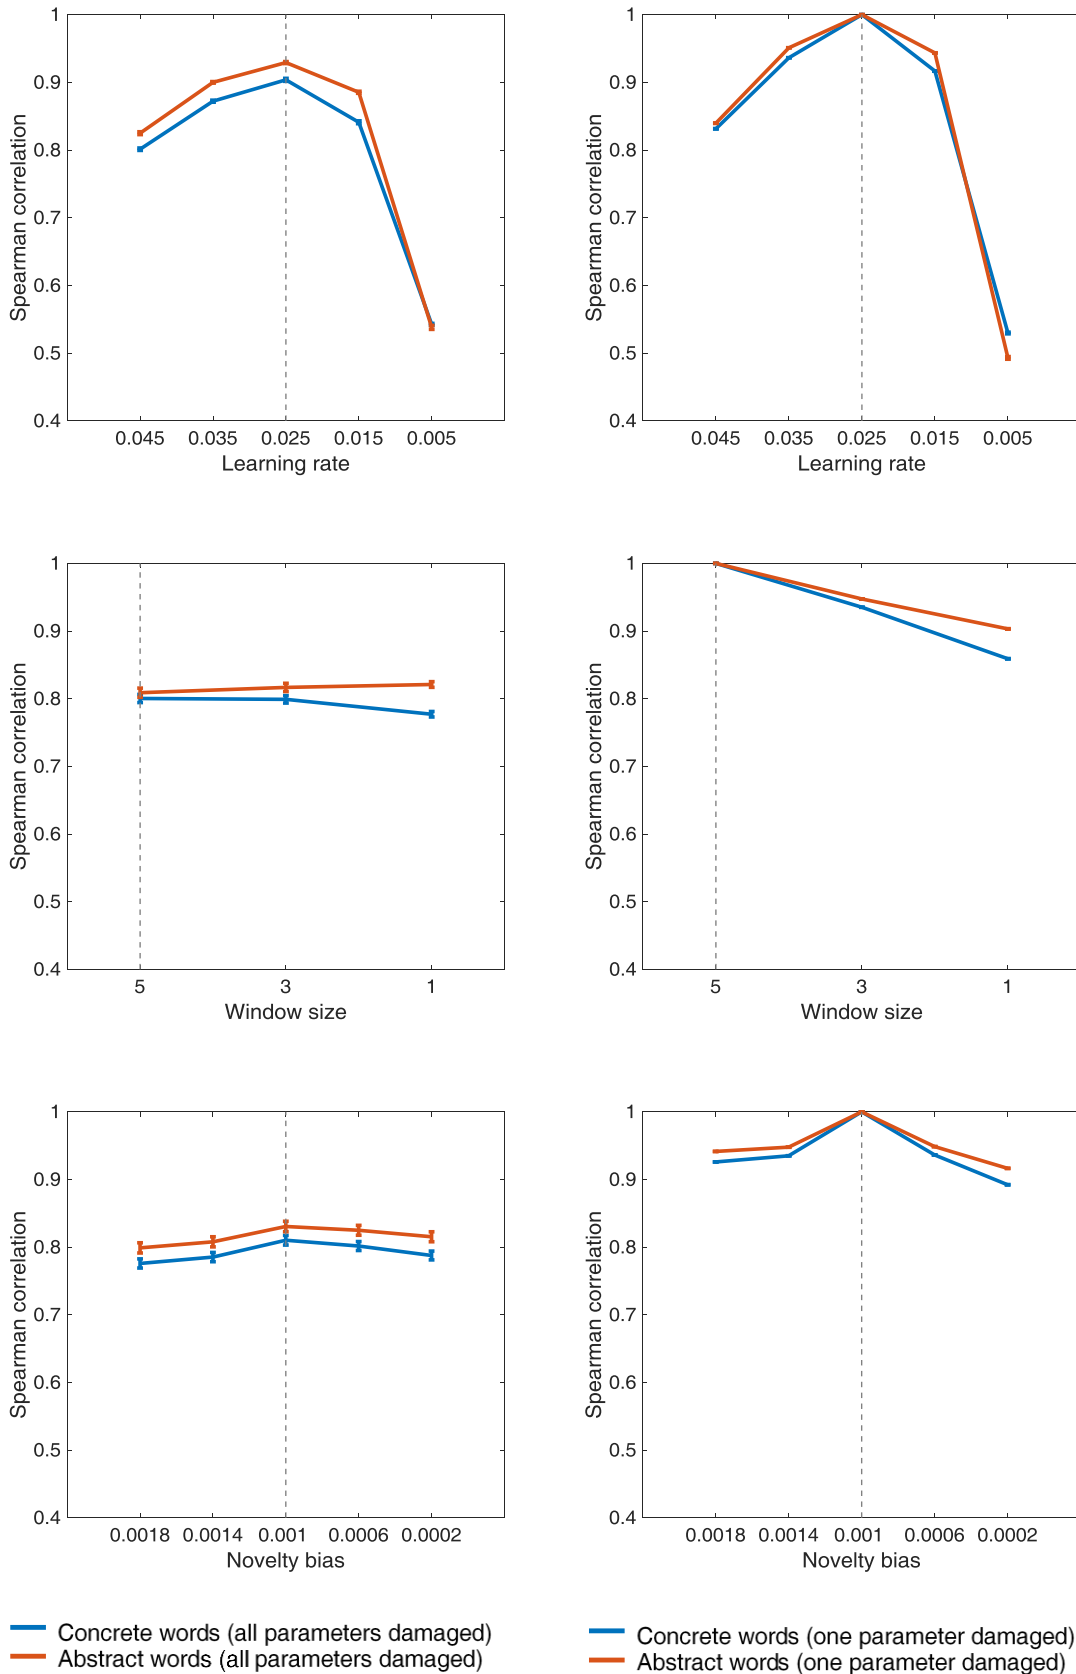 1
0.9
0.8
0.7
0.6
0.5
0.4
Spearman correlation
0.045 0.035 0.025 0.015 0.005
Learning rate
1
0.9
0.8
0.7
0.6
0.5
0.4
Spearman correlation
0.045 0.035 0.025 0.015 0.005
Learning rate
1
0.9
0.8
0.7
0.6
0.5
0.4
Spearman correlation
5 3 1
Window size
1
0.9
0.8
0.7
0.6
0.5
0.4
Spearman correlation
5 3 1
Window size
1
0.9
0.8
0.7
0.6
0.5
0.4
Spearman correlation
0.0018 0.0014 0.001 0.0006 0.0002
Novelty bias
1
0.9
0.8
0.7
0.6
0.5
0.4
Spearman correlation
0.0018 0.0014 0.001 0.0006 0.0002
Novelty bias
Concrete words (all parameters damaged)
Abstract words (all parameters damaged)
Concrete words (one parameter damaged)
Abstract words (one parameter damaged)